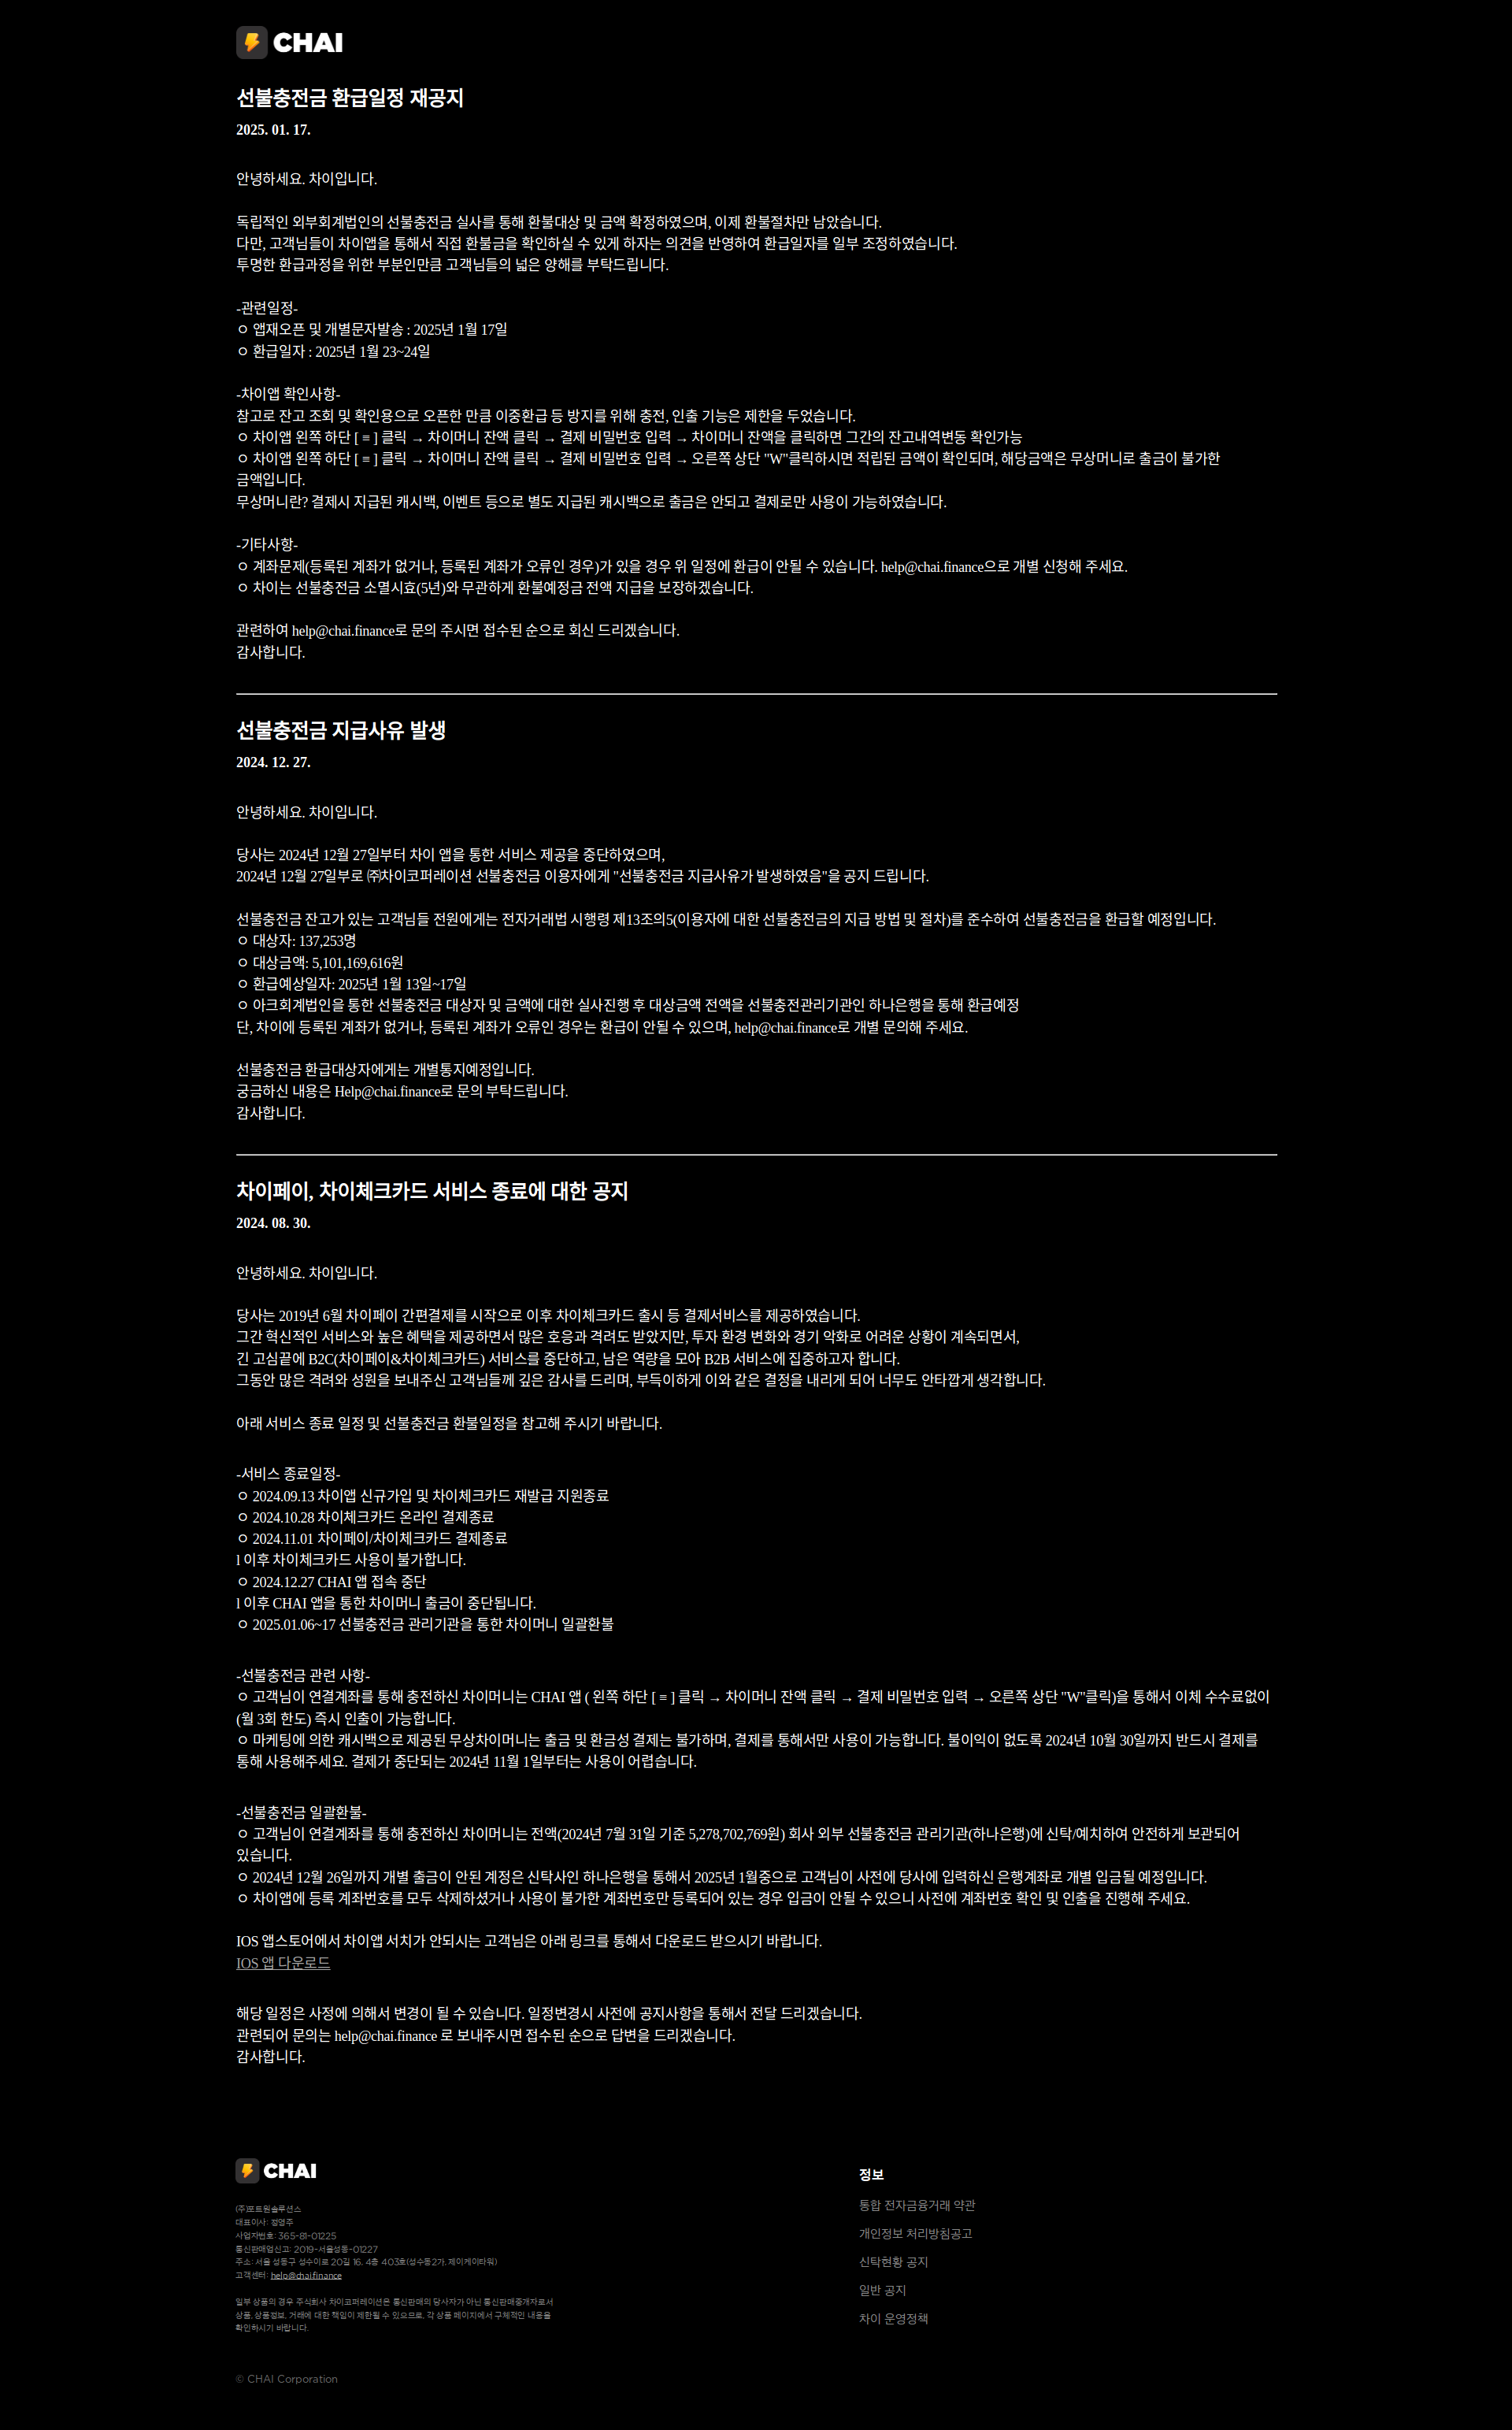 CHAI
선불충전금 환급일정 재공지
2025. 01. 17.
안녕하세요. 차이입니다.
독립적인 외부회계법인의 선불충전금 실사를 통해 환불대상 및 금액 확정하였으며, 이제 환불절차만 남았습니다.
다만, 고객님들이 차이앱을 통해서 직접 환불금을 확인하실 수 있게 하자는 의견을 반영하여 환급일자를 일부 조정하였습니다.
투명한 환급과정을 위한 부분인만큼 고객님들의 넓은 양해를 부탁드립니다.
-관련일정-
ㅇ 앱재오픈 및 개별문자발송 : 2025년 1월 17일
ㅇ 환급일자 : 2025년 1월 23~24일
-차이앱 확인사항-
참고로 잔고 조회 및 확인용으로 오픈한 만큼 이중환급 등 방지를 위해 충전, 인출 기능은 제한을 두었습니다.
ㅇ 차이앱 왼쪽 하단 [ ≡ ] 클릭 → 차이머니 잔액 클릭 → 결제 비밀번호 입력 → 차이머니 잔액을 클릭하면 그간의 잔고내역변동 확인가능
ㅇ 차이앱 왼쪽 하단 [ ≡ ] 클릭 → 차이머니 잔액 클릭 → 결제 비밀번호 입력 → 오른쪽 상단 "W"클릭하시면 적립된 금액이 확인되며, 해당금액은 무상머니로 출금이 불가한
금액입니다.
무상머니란? 결제시 지급된 캐시백, 이벤트 등으로 별도 지급된 캐시백으로 출금은 안되고 결제로만 사용이 가능하였습니다.
-기타사항-
ㅇ 계좌문제(등록된 계좌가 없거나, 등록된 계좌가 오류인 경우)가 있을 경우 위 일정에 환급이 안될 수 있습니다. help@chai.finance으로 개별 신청해 주세요.
ㅇ 차이는 선불충전금 소멸시효(5년)와 무관하게 환불예정금 전액 지급을 보장하겠습니다.
관련하여 help@chai.finance로 문의 주시면 접수된 순으로 회신 드리겠습니다.
감사합니다.
선불충전금 지급사유 발생
2024. 12. 27.
안녕하세요. 차이입니다.
당사는 2024년 12월 27일부터 차이 앱을 통한 서비스 제공을 중단하였으며,
2024년 12월 27일부로 ㈜차이코퍼레이션 선불충전금 이용자에게 "선불충전금 지급사유가 발생하였음"을 공지 드립니다.
선불충전금 잔고가 있는 고객님들 전원에게는 전자거래법 시행령 제13조의5(이용자에 대한 선불충전금의 지급 방법 및 절차)를 준수하여 선불충전금을 환급할 예정입니다.
ㅇ 대상자: 137,253명
ㅇ 대상금액: 5,101,169,616원
ㅇ 환급예상일자: 2025년 1월 13일~17일
ㅇ 아크회계법인을 통한 선불충전금 대상자 및 금액에 대한 실사진행 후 대상금액 전액을 선불충전관리기관인 하나은행을 통해 환급예정
단, 차이에 등록된 계좌가 없거나, 등록된 계좌가 오류인 경우는 환급이 안될 수 있으며, help@chai.finance로 개별 문의해 주세요.
선불충전금 환급대상자에게는 개별통지예정입니다.
궁금하신 내용은 Help@chai.finance로 문의 부탁드립니다.
감사합니다.
차이페이, 차이체크카드 서비스 종료에 대한 공지
2024. 08. 30.
안녕하세요. 차이입니다.
당사는 2019년 6월 차이페이 간편결제를 시작으로 이후 차이체크카드 출시 등 결제서비스를 제공하였습니다.
그간 혁신적인 서비스와 높은 혜택을 제공하면서 많은 호응과 격려도 받았지만, 투자 환경 변화와 경기 악화로 어려운 상황이 계속되면서,
긴 고심끝에 B2C(차이페이&차이체크카드) 서비스를 중단하고, 남은 역량을 모아 B2B 서비스에 집중하고자 합니다.
그동안 많은 격려와 성원을 보내주신 고객님들께 깊은 감사를 드리며, 부득이하게 이와 같은 결정을 내리게 되어 너무도 안타깝게 생각합니다.
아래 서비스 종료 일정 및 선불충전금 환불일정을 참고해 주시기 바랍니다.
-서비스 종료일정-
ㅇ 2024.09.13 차이앱 신규가입 및 차이체크카드 재발급 지원종료
ㅇ 2024.10.28 차이체크카드 온라인 결제종료
ㅇ 2024.11.01 차이페이/차이체크카드 결제종료
l 이후 차이체크카드 사용이 불가합니다.
ㅇ 2024.12.27 CHAI 앱 접속 중단
l 이후 CHAI 앱을 통한 차이머니 출금이 중단됩니다.
ㅇ 2025.01.06~17 선불충전금 관리기관을 통한 차이머니 일괄환불
-선불충전금 관련 사항-
ㅇ 고객님이 연결계좌를 통해 충전하신 차이머니는 CHAI 앱 ( 왼쪽 하단 [ ≡ ] 클릭 → 차이머니 잔액 클릭 → 결제 비밀번호 입력 → 오른쪽 상단 "W"클릭)을 통해서 이체 수수료없이
(월 3회 한도) 즉시 인출이 가능합니다.
ㅇ 마케팅에 의한 캐시백으로 제공된 무상차이머니는 출금 및 환금성 결제는 불가하며, 결제를 통해서만 사용이 가능합니다. 불이익이 없도록 2024년 10월 30일까지 반드시 결제를
통해 사용해주세요. 결제가 중단되는 2024년 11월 1일부터는 사용이 어렵습니다.
-선불충전금 일괄환불-
ㅇ 고객님이 연결계좌를 통해 충전하신 차이머니는 전액(2024년 7월 31일 기준 5,278,702,769원) 회사 외부 선불충전금 관리기관(하나은행)에 신탁/예치하여 안전하게 보관되어
있습니다.
ㅇ 2024년 12월 26일까지 개별 출금이 안된 계정은 신탁사인 하나은행을 통해서 2025년 1월중으로 고객님이 사전에 당사에 입력하신 은행계좌로 개별 입금될 예정입니다.
ㅇ 차이앱에 등록 계좌번호를 모두 삭제하셨거나 사용이 불가한 계좌번호만 등록되어 있는 경우 입금이 안될 수 있으니 사전에 계좌번호 확인 및 인출을 진행해 주세요.
IOS 앱스토어에서 차이앱 서치가 안되시는 고객님은 아래 링크를 통해서 다운로드 받으시기 바랍니다.
IOS 앱 다운로드
해당 일정은 사정에 의해서 변경이 될 수 있습니다. 일정변경시 사전에 공지사항을 통해서 전달 드리겠습니다.
관련되어 문의는 help@chai.finance 로 보내주시면 접수된 순으로 답변을 드리겠습니다.
감사합니다.
CHAI
(주)포트원솔루션스
대표이사: 정영주
사업자번호: 365-81-01225
통신판매업신고: 2019-서울성동-01227
주소: 서울 성동구 성수이로 20길 16. 4층 403호(성수동2가, 제이케이타워)
고객센터: help@chai.finance
일부 상품의 경우 주식회사 차이코퍼레이션은 통신판매의 당사자가 아닌 통신판매중개자로서
상품, 상품정보, 거래에 대한 책임이 제한될 수 있으므로, 각 상품 페이지에서 구체적인 내용을
확인하시기 바랍니다.
© CHAI Corporation
정보
통합 전자금융거래 약관
개인정보 처리방침공고
신탁현황 공지
일반 공지
차이 운영정책